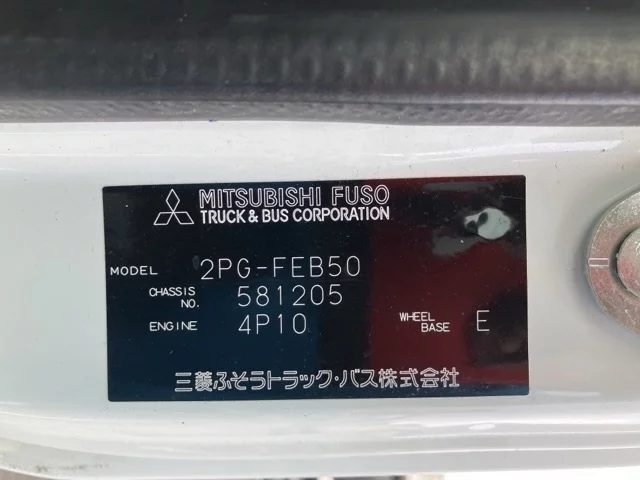 MITSUBISHI FUSO
TRUCK & BUS CORPORATION
MODEL 2PG-FEB50
CHASSIS NO. 581205
ENGINE 4P10 WHEEL BASE E
三菱ふそうトラック・バス株式会社